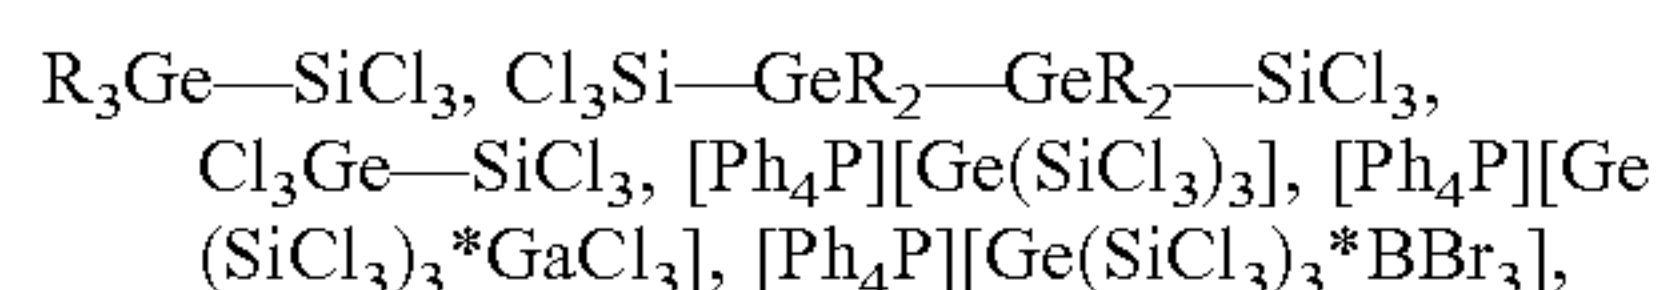 R₃Ge—SiCl₃, Cl₃Si—GeR₂—GeR₂—SiCl₃,
Cl₃Ge—SiCl₃, [Ph₄P][Ge(SiCl₃)₃], [Ph₄P][Ge
(SiCl₃)₃*GaCl₃], [Ph₄P][Ge(SiCl₃)₃*BBr₃],